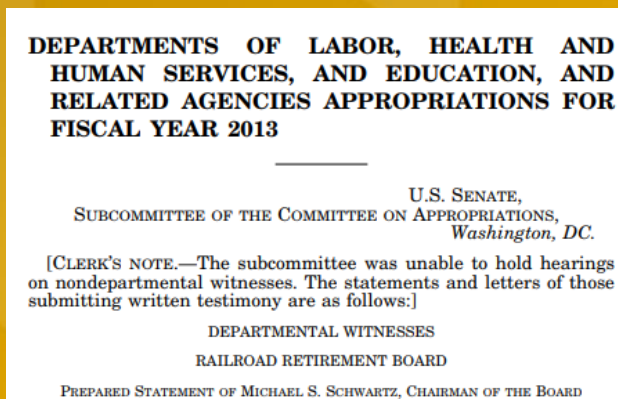 DEPARTMENTS OF LABOR, HEALTH AND
HUMAN SERVICES, AND EDUCATION, AND
RELATED AGENCIES APPROPRIATIONS FOR
FISCAL YEAR 2013
U.S. SENATE,
SUBCOMMITTEE OF THE COMMITTEE ON APPROPRIATIONS,
Washington, DC.
[CLERK'S NOTE.—The subcommittee was unable to hold hearings
on nondepartmental witnesses. The statements and letters of those
submitting written testimony are as follows:]
DEPARTMENTAL WITNESSES
RAILROAD RETIREMENT BOARD
PREPARED STATEMENT OF MICHAEL S. SCHWARTZ, CHAIRMAN OF THE BOARD